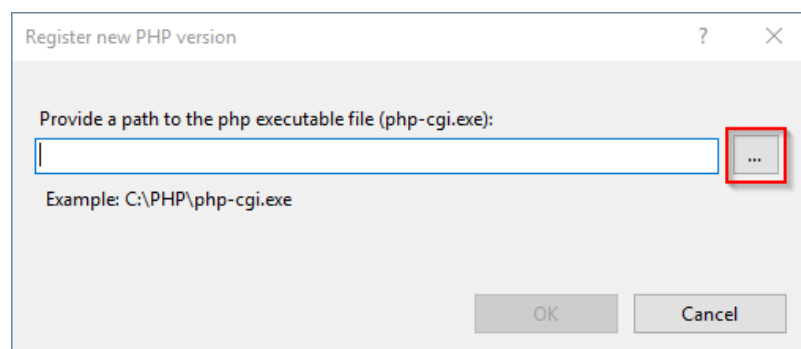 Register new PHP version
Provide a path to the php executable file (php-cgi.exe):
...
Example: C:\PHP\php-cgi.exe
OK
Cancel